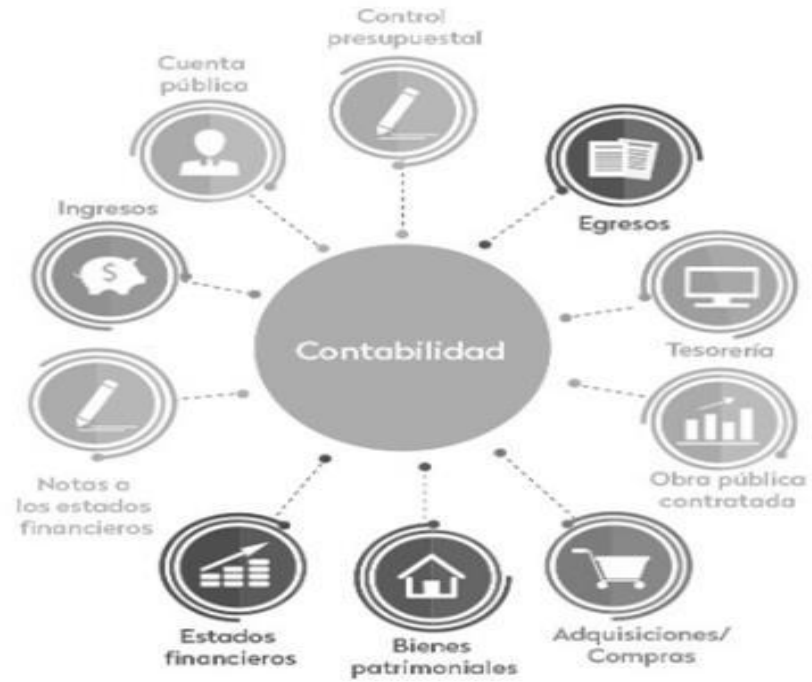 Control
presupuestal
Cuenta
pública
Ingresos
Egresos
$
Contabilidad
Tesorería
Notas a
los estados
financieros
Obra pública
contratada
Estados
financieros
Bienes
patrimoniales
Adquisiciones/
Compras